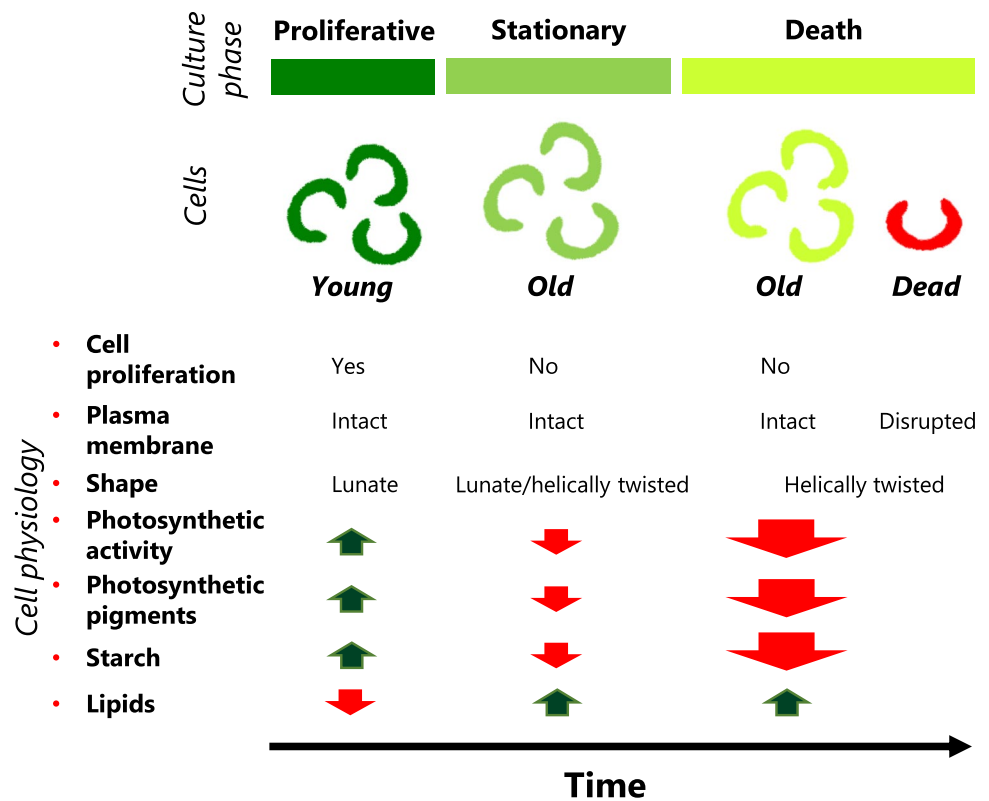 Culture
phase
Proliferative
Stationary
Death
Cells
Young
Old
Old
Dead
Cell physiology
• Cell
proliferation
Yes
No
No
• Plasma
membrane
Intact
Intact
Intact
Disrupted
• Shape
Lunate
Lunate/helically twisted
Helically twisted
• Photosynthetic
activity
• Photosynthetic
pigments
• Starch
• Lipids
Time